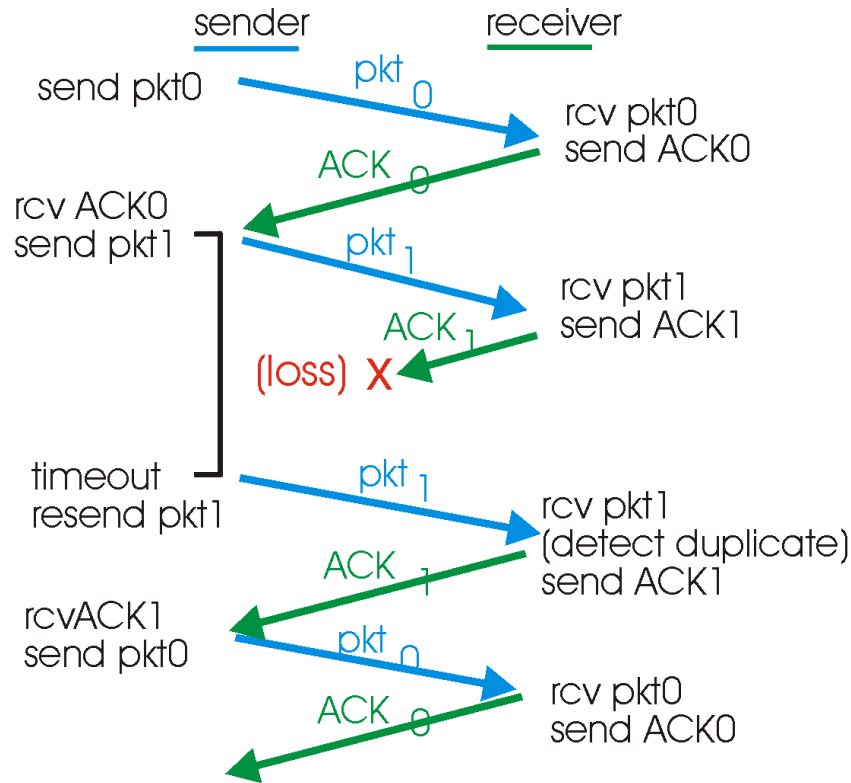 sender
receiver
send pkt0
pkt 0
rcv pkt0
send ACK0
ACK 0
rcv ACK0
send pkt1
pkt 1
rcv pkt1
send ACK1
ACK 1
(loss) X
timeout
resend pkt1
pkt 1
rcv pkt1
(detect duplicate)
send ACK1
ACK 1
rcvACK1
send pkt0
pkt 0
rcv pkt0
send ACK0
ACK 0